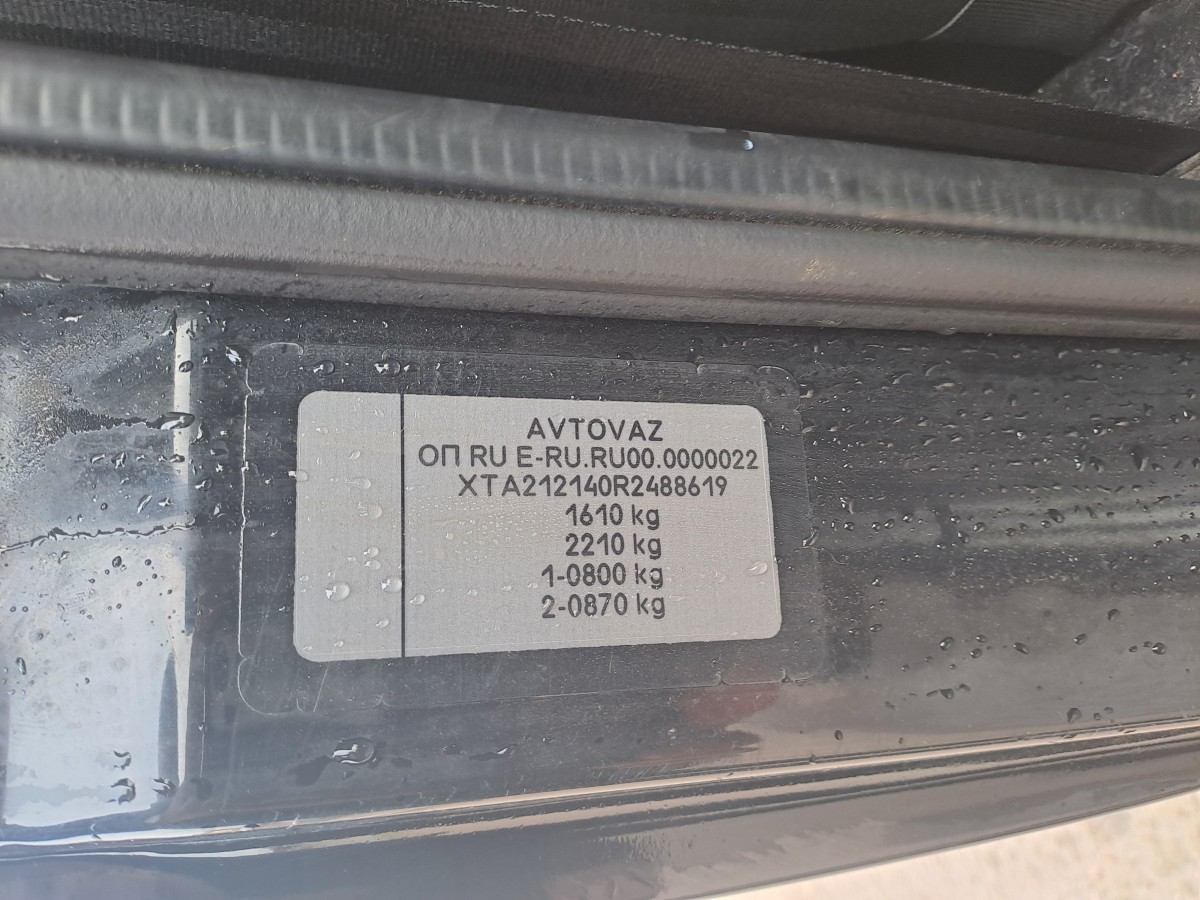 AVTOVAZ
ОП RU E-RU.RU00.0000022
XTA212140R2488619
1610 kg
2210 kg
1-0800 kg
2-0870 kg